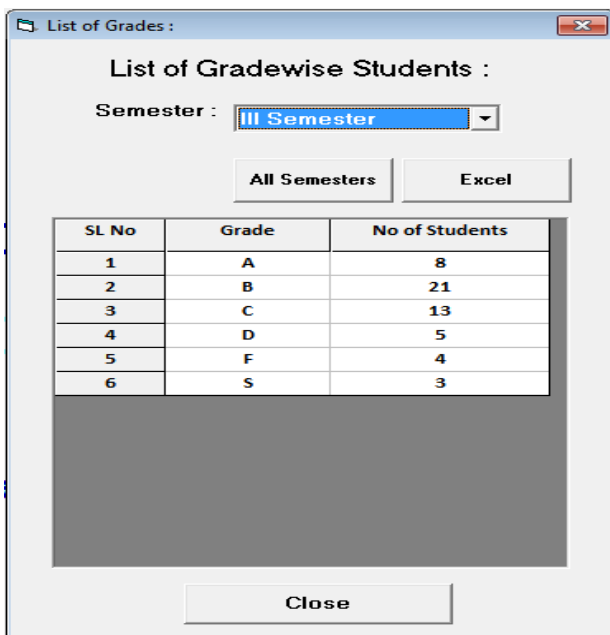 List of Grades :
List of Gradewise Students :
Semester : III Semester
All Semesters Excel
SL No Grade No of Students
1 A 8
2 B 21
3 C 13
4 D 5
5 F 4
6 S 3
Close